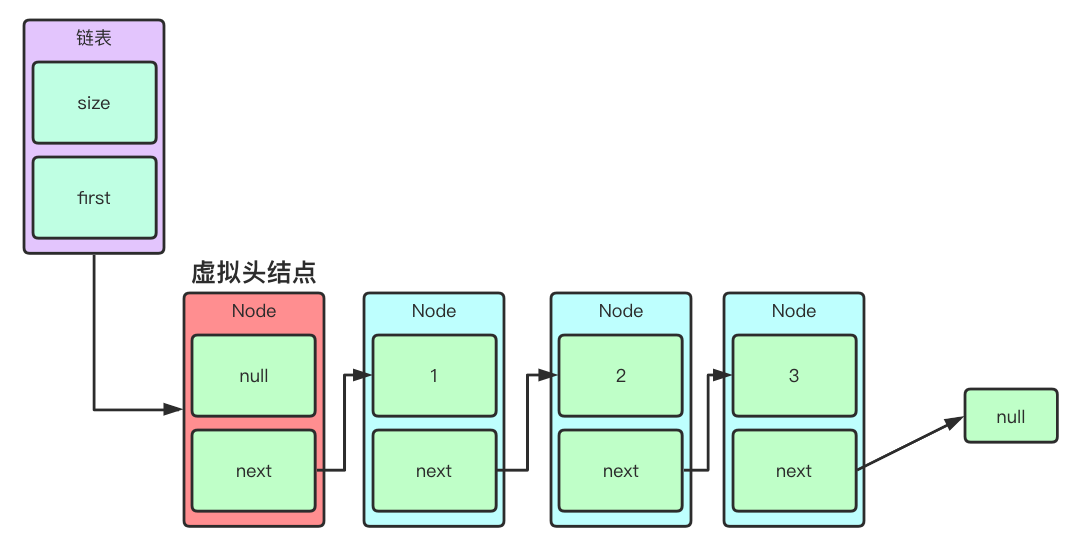 链表
size
first
虚拟头结点
Node
null
next
Node
1
next
Node
2
next
Node
3
next
null